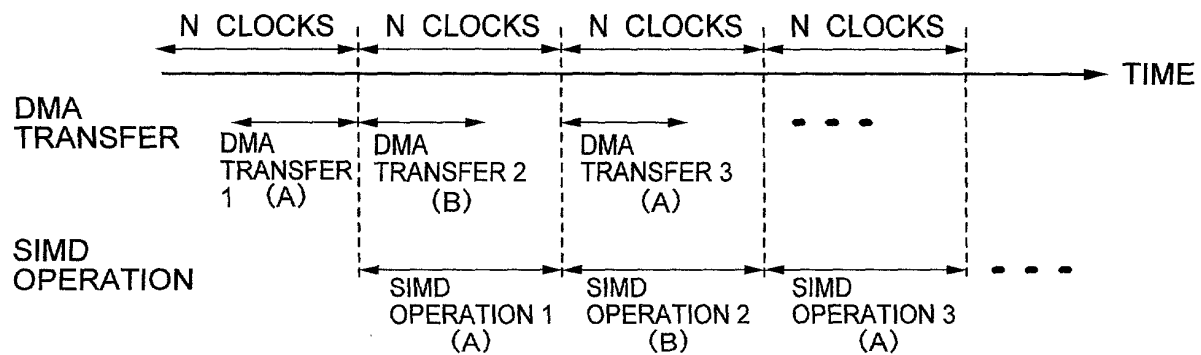 N CLOCKS N CLOCKS N CLOCKS N CLOCKS
TIME
DMA
TRANSFER
DMA
TRANSFER
1 (A)
DMA
TRANSFER 2
(B)
DMA
TRANSFER 3
(A)
SIMD
OPERATION
SIMD
OPERATION 1
(A)
SIMD
OPERATION 2
(B)
SIMD
OPERATION 3
(A)